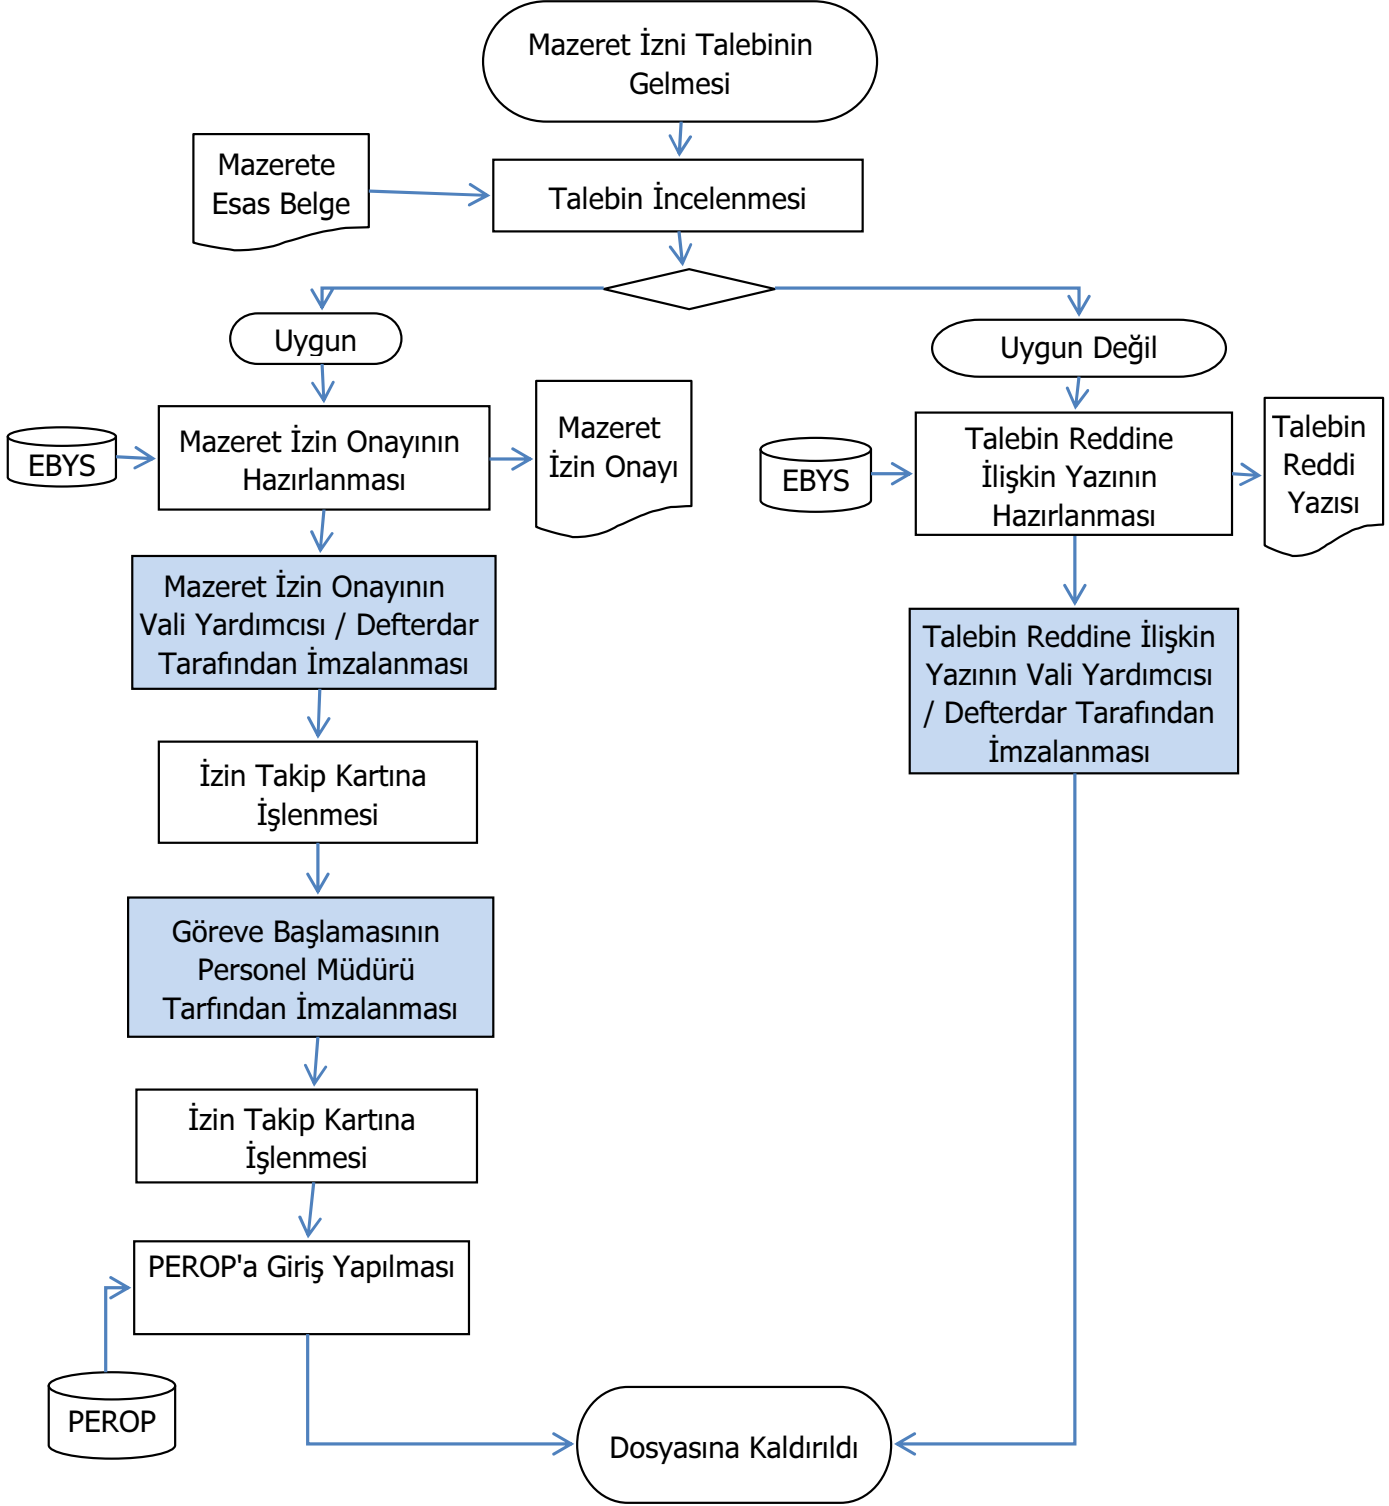 Mazeret İzni Talebinin
Gelmesi
Mazerete
Esas Belge
Talebin İncelenmesi
Uygun
Uygun Değil
EBYS
Mazeret İzin Onayının
Hazırlanması
Mazeret
İzin Onayı
EBYS
Talebin Reddine
İlişkin Yazının
Hazırlanması
Talebin
Reddi
Yazısı
Mazeret İzin Onayının
Vali Yardımcısı / Defterdar
Tarafından İmzalanması
Talebin Reddine İlişkin
Yazının Vali Yardımcısı
/ Defterdar Tarafından
İmzalanması
İzin Takip Kartına
İşlenmesi
Göreve Başlamasının
Personel Müdürü
Tarfından İmzalanması
İzin Takip Kartına
İşlenmesi
PEROP'a Giriş Yapılması
PEROP
Dosyasına Kaldırıldı